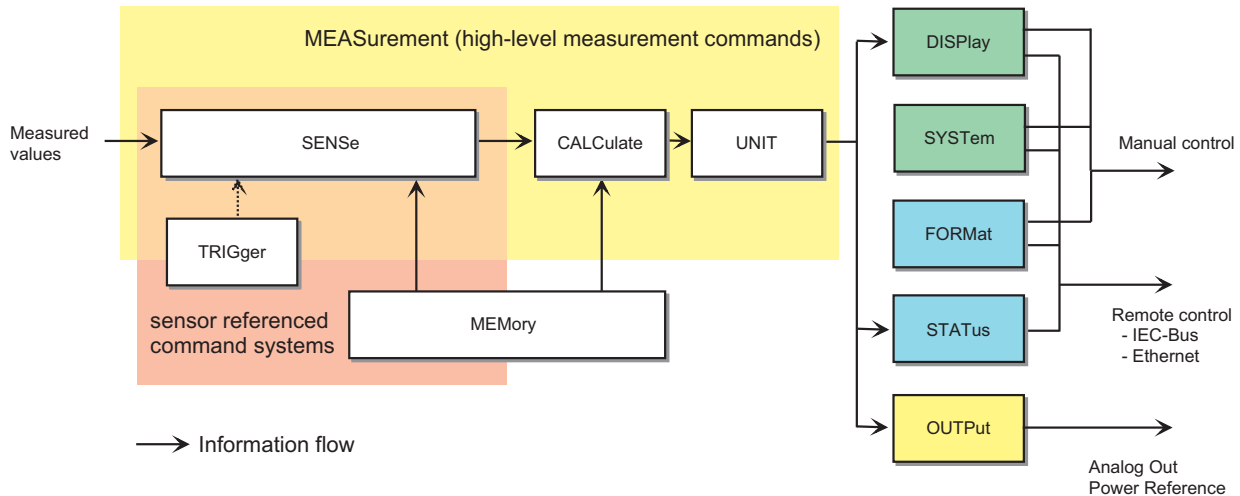 MEASurement (high-level measurement commands)
Measured
values
SENSe
CALCulate
UNIT
TRIGger
MEMory
sensor referenced
command systems
Information flow
DISPlay
SYSTem
FORMat
STATus
OUTPut
Manual control
Remote control
- IEC-Bus
- Ethernet
Analog Out
Power Reference